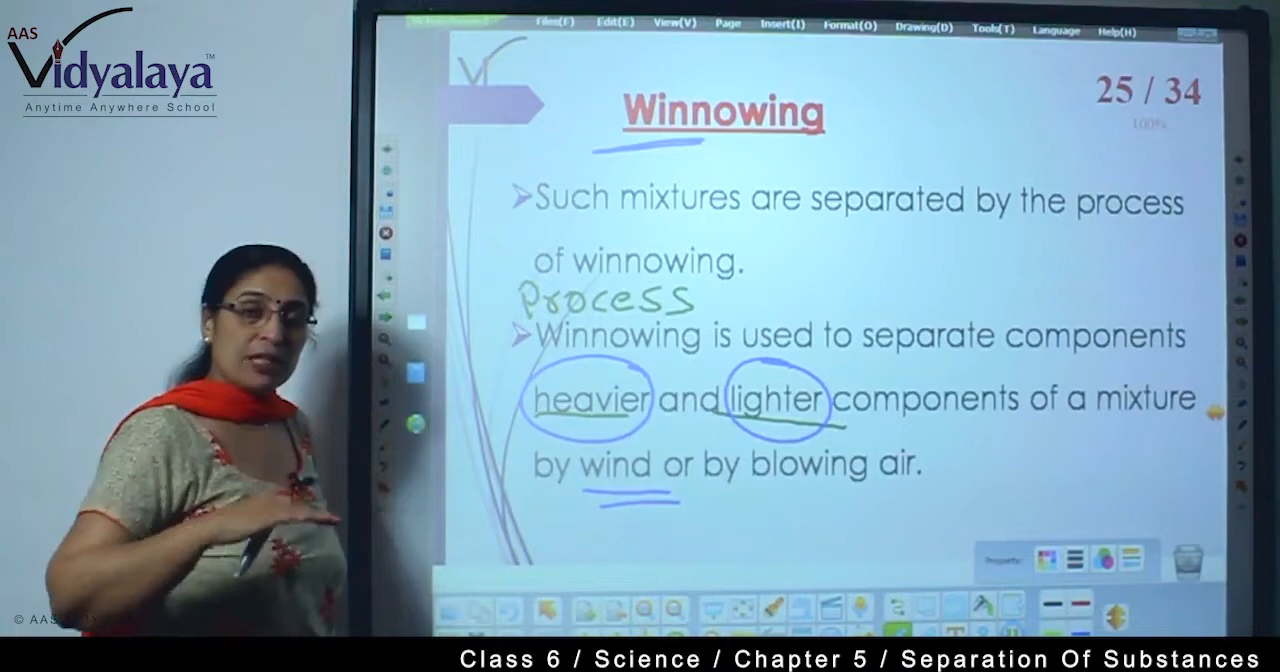 AAS
Vidyalaya™
Anytime Anywhere School
Files(F) Edit(E) View(V) Page Insert(I) Format(O) Drawing(D) Tools(T) Language Help(H)
Winnowing
25 / 34
100%
➢Such mixtures are separated by the process
of winnowing.
Process
➢Winnowing is used to separate components
heavier and lighter components of a mixture
by wind or by blowing air.
Property:
© AAS
Class 6 / Science / Chapter 5 / Separation Of Substances